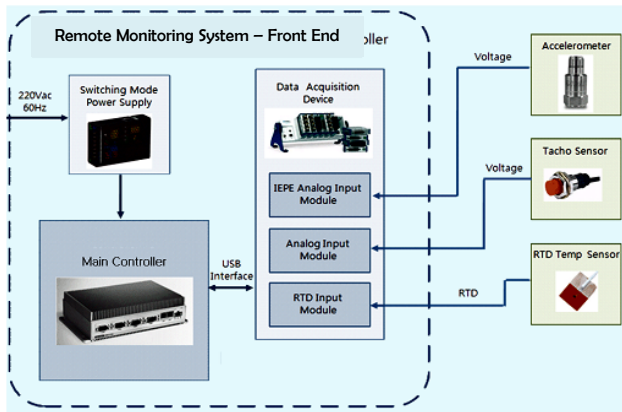 Remote Monitoring System – Front End
220Vac
60Hz
Switching Mode
Power Supply
Data Acquisition
Device
Voltage
Accelerometer
Tacho Sensor
Voltage
IEPE Analog Input
Module
Main Controller
USB
Interface
Analog Input
Module
RTD Temp Sensor
RTD Input
Module
RTD